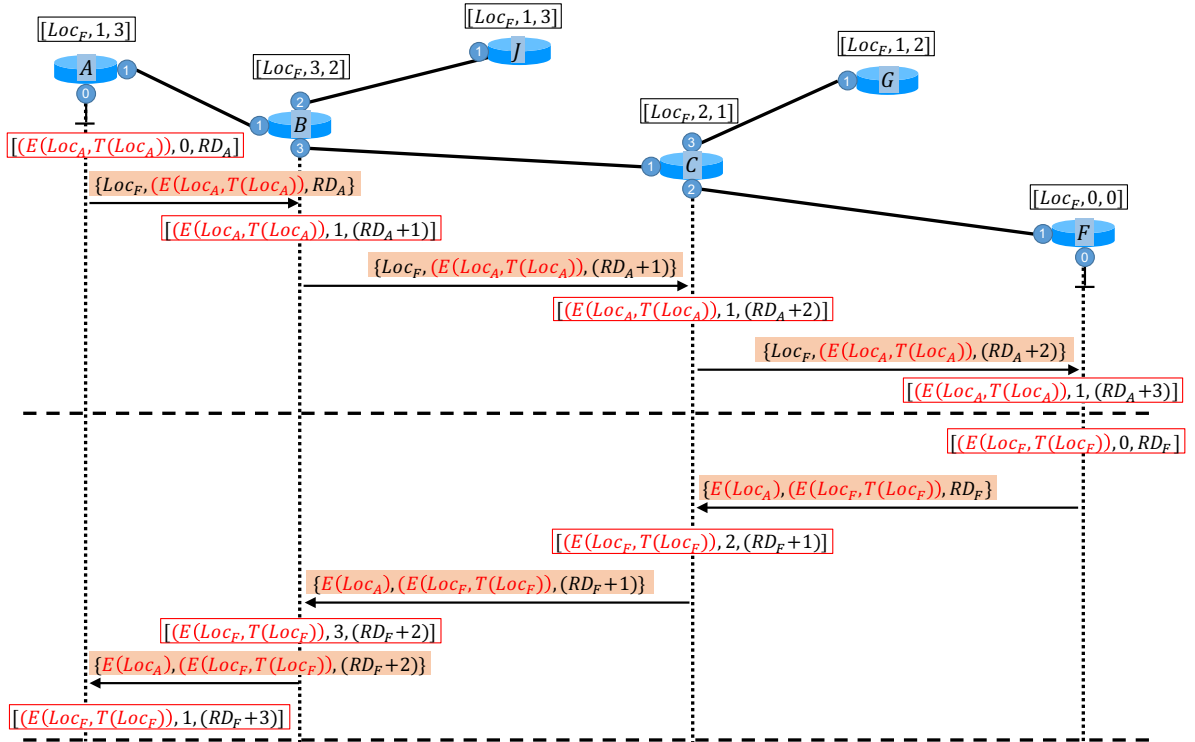 [Loc_F, 1, 3]
[Loc_F, 1, 3]
[Loc_F, 1, 2]
[Loc_F, 3, 2]
[Loc_F, 2, 1]
[Loc_F, 0, 0]
A
1
0
J
1
G
1
B
1
2
3
C
1
3
2
F
1
0
[(E(Loc_A, T(Loc_A)), 0, RD_A]
{Loc_F, (E(Loc_A, T(Loc_A)), RD_A}
[(E(Loc_A, T(Loc_A)), 1, (RD_A+1)]
{Loc_F, (E(Loc_A, T(Loc_A)), (RD_A+1)}
[(E(Loc_A, T(Loc_A)), 1, (RD_A+2)]
{Loc_F, (E(Loc_A, T(Loc_A)), (RD_A+2)}
[(E(Loc_A, T(Loc_A)), 1, (RD_A+3)]
[(E(Loc_F, T(Loc_F)), 0, RD_F]
{E(Loc_A), (E(Loc_F, T(Loc_F)), RD_F}
[(E(Loc_F, T(Loc_F)), 2, (RD_F+1)]
{E(Loc_A), (E(Loc_F, T(Loc_F)), (RD_F+1)}
[(E(Loc_F, T(Loc_F)), 3, (RD_F+2)]
{E(Loc_A), (E(Loc_F, T(Loc_F)), (RD_F+2)}
[(E(Loc_F, T(Loc_F)), 1, (RD_F+3)]